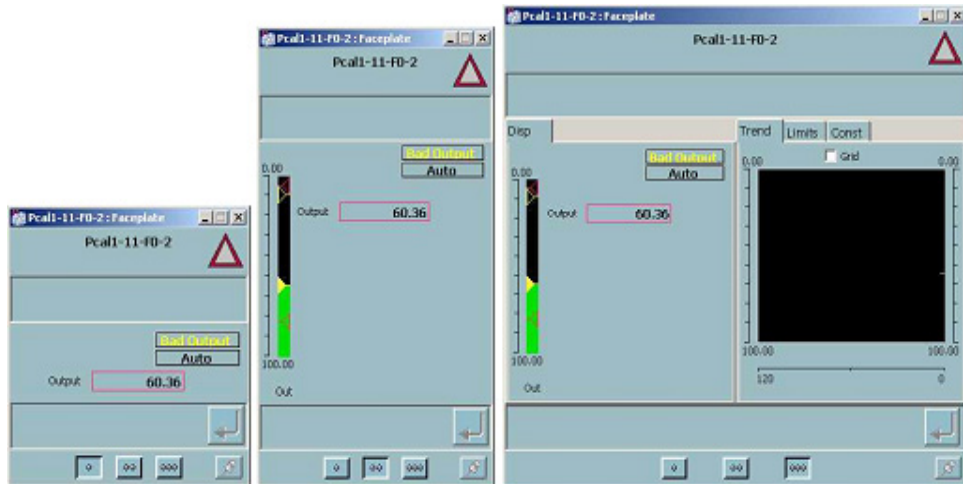 Pcal1-11-F0-2 : Faceplate
Pcal1-11-F0-2
Bad Output
Auto
Output 60.36
Pcal1-11-F0-2 : Faceplate
Pcal1-11-F0-2
Bad Output
Auto
0.00
Output 60.36
100.00
Out
Pcal1-11-F0-2 : Faceplate
Pcal1-11-F0-2
Disp
Bad Output
Auto
0.00
Output 60.36
100.00
Out
Trend Limits Const
Grid
0.00 0.00
100.00 100.00
120 0